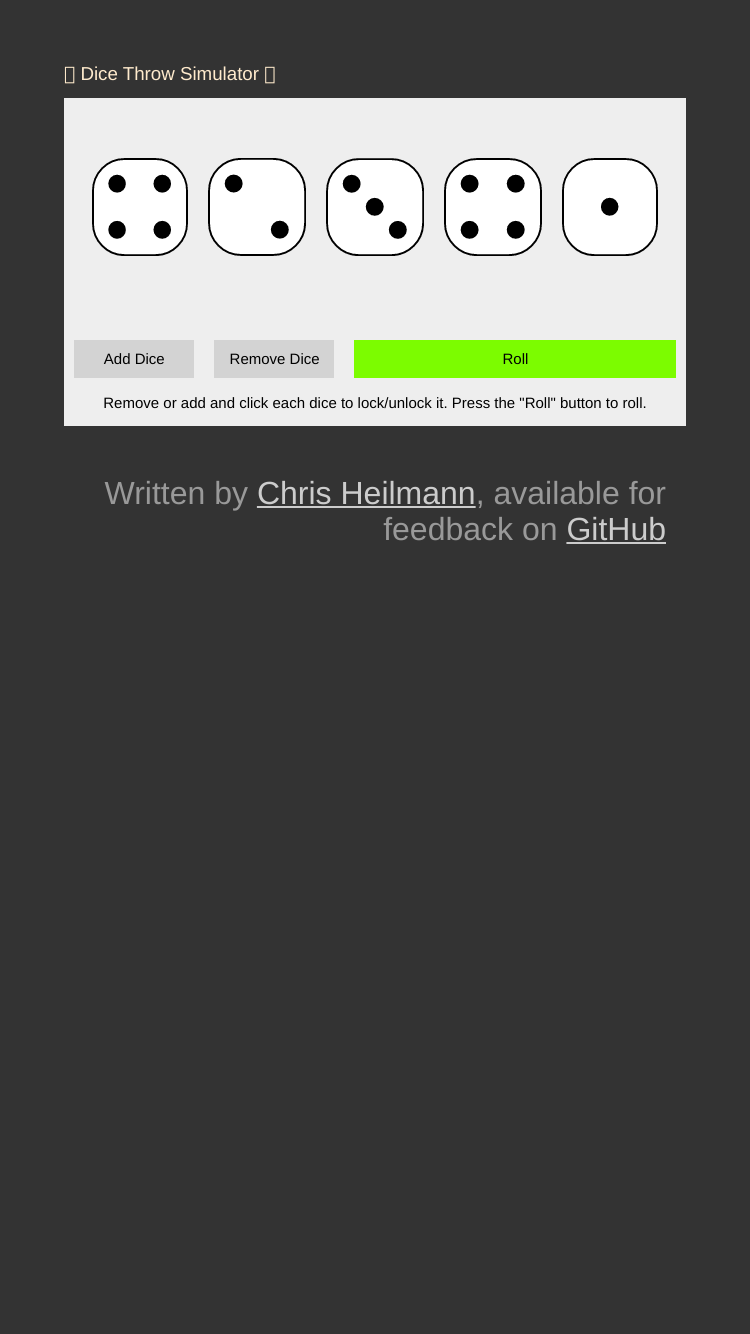 Dice Throw Simulator
Add Dice
Remove Dice
Roll
Remove or add and click each dice to lock/unlock it. Press the "Roll" button to roll.
Written by Chris Heilmann, available for
feedback on GitHub